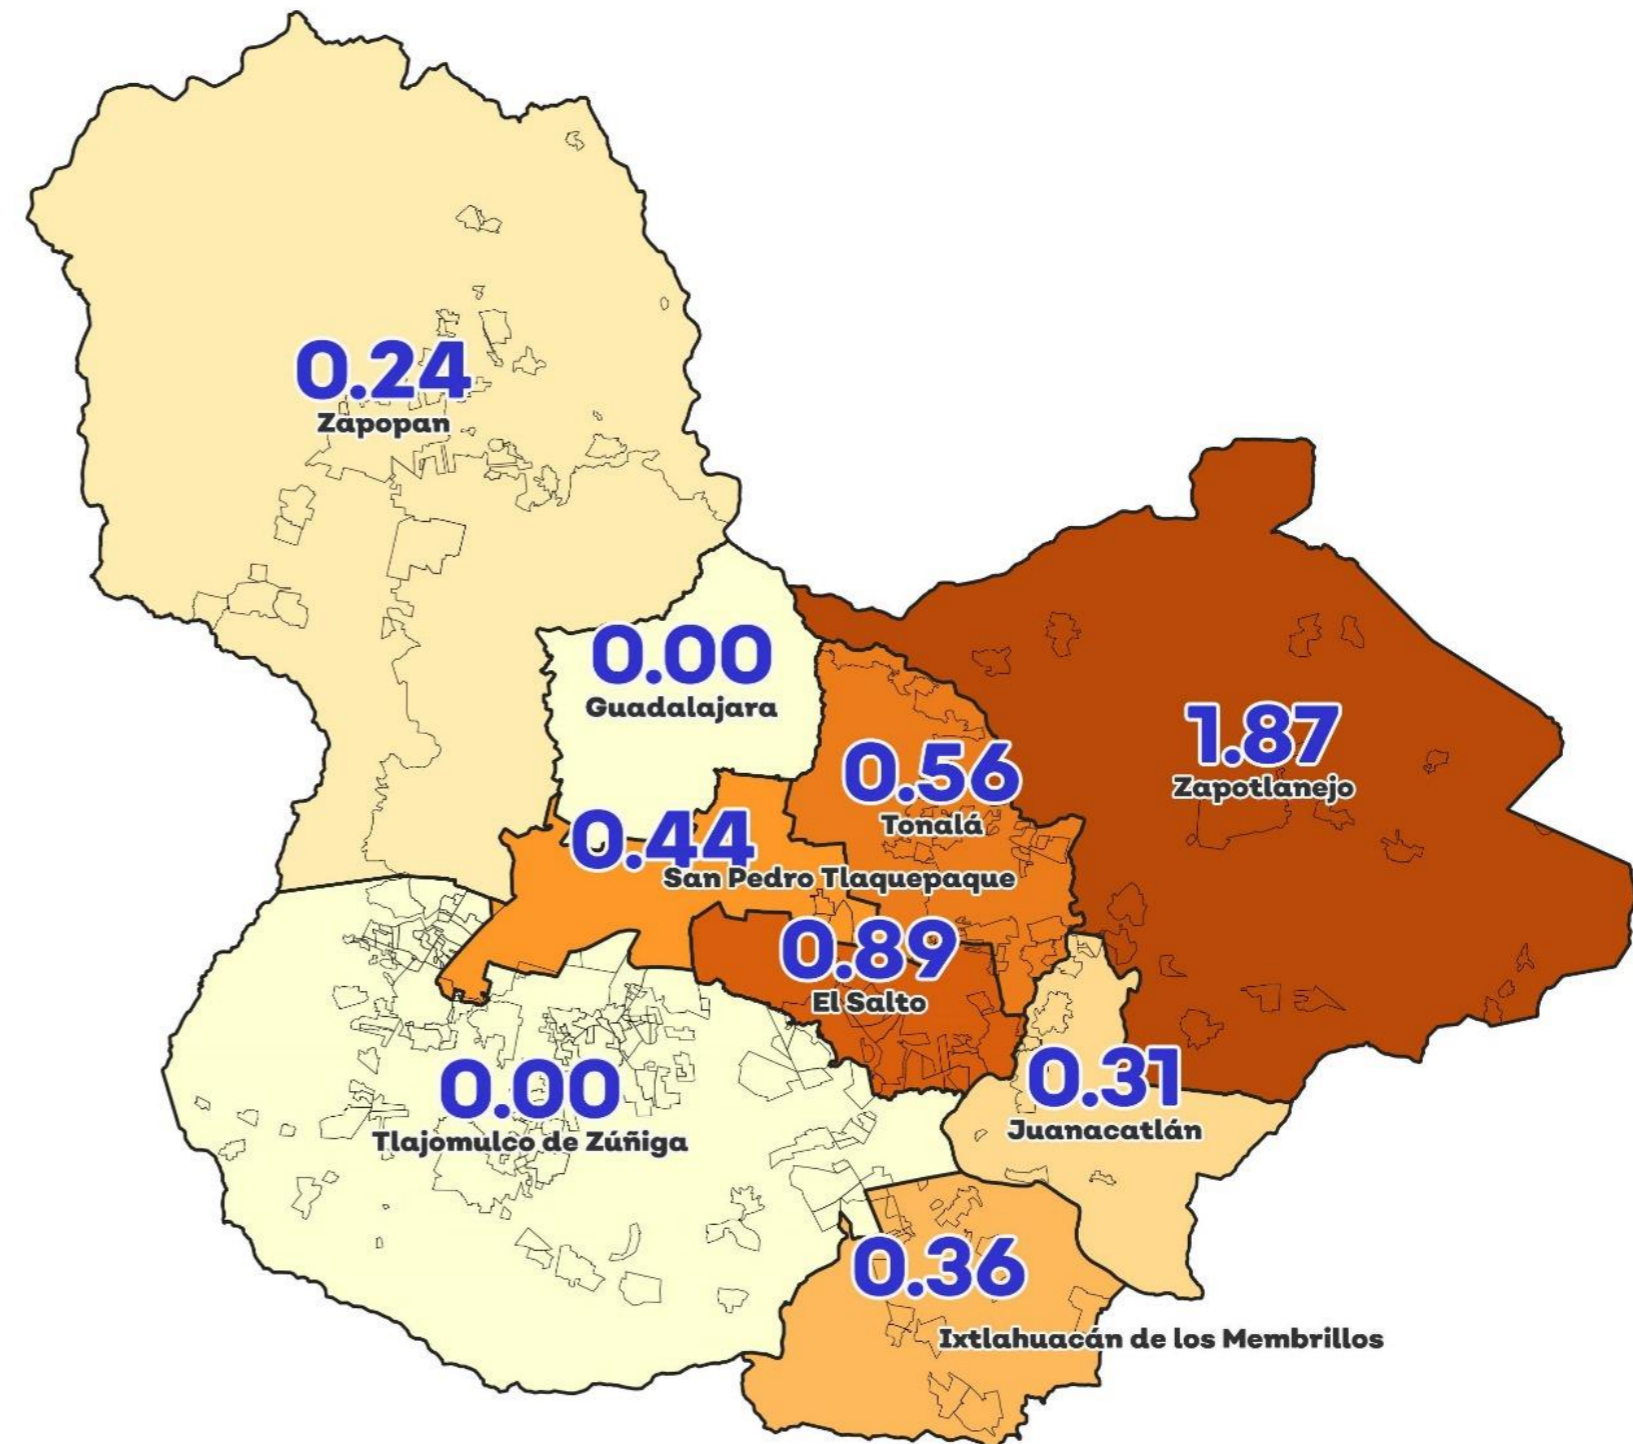 0.24
Zapopan
0.00
Guadalajara
1.87
Zapotlanejo
0.56
Tonalá
0.44
San Pedro Tlaquepaque
0.89
El Salto
0.00
Tlajomulco de Zúñiga
0.31
Juanacatlán
0.36
Ixtlahuacán de los Membrillos